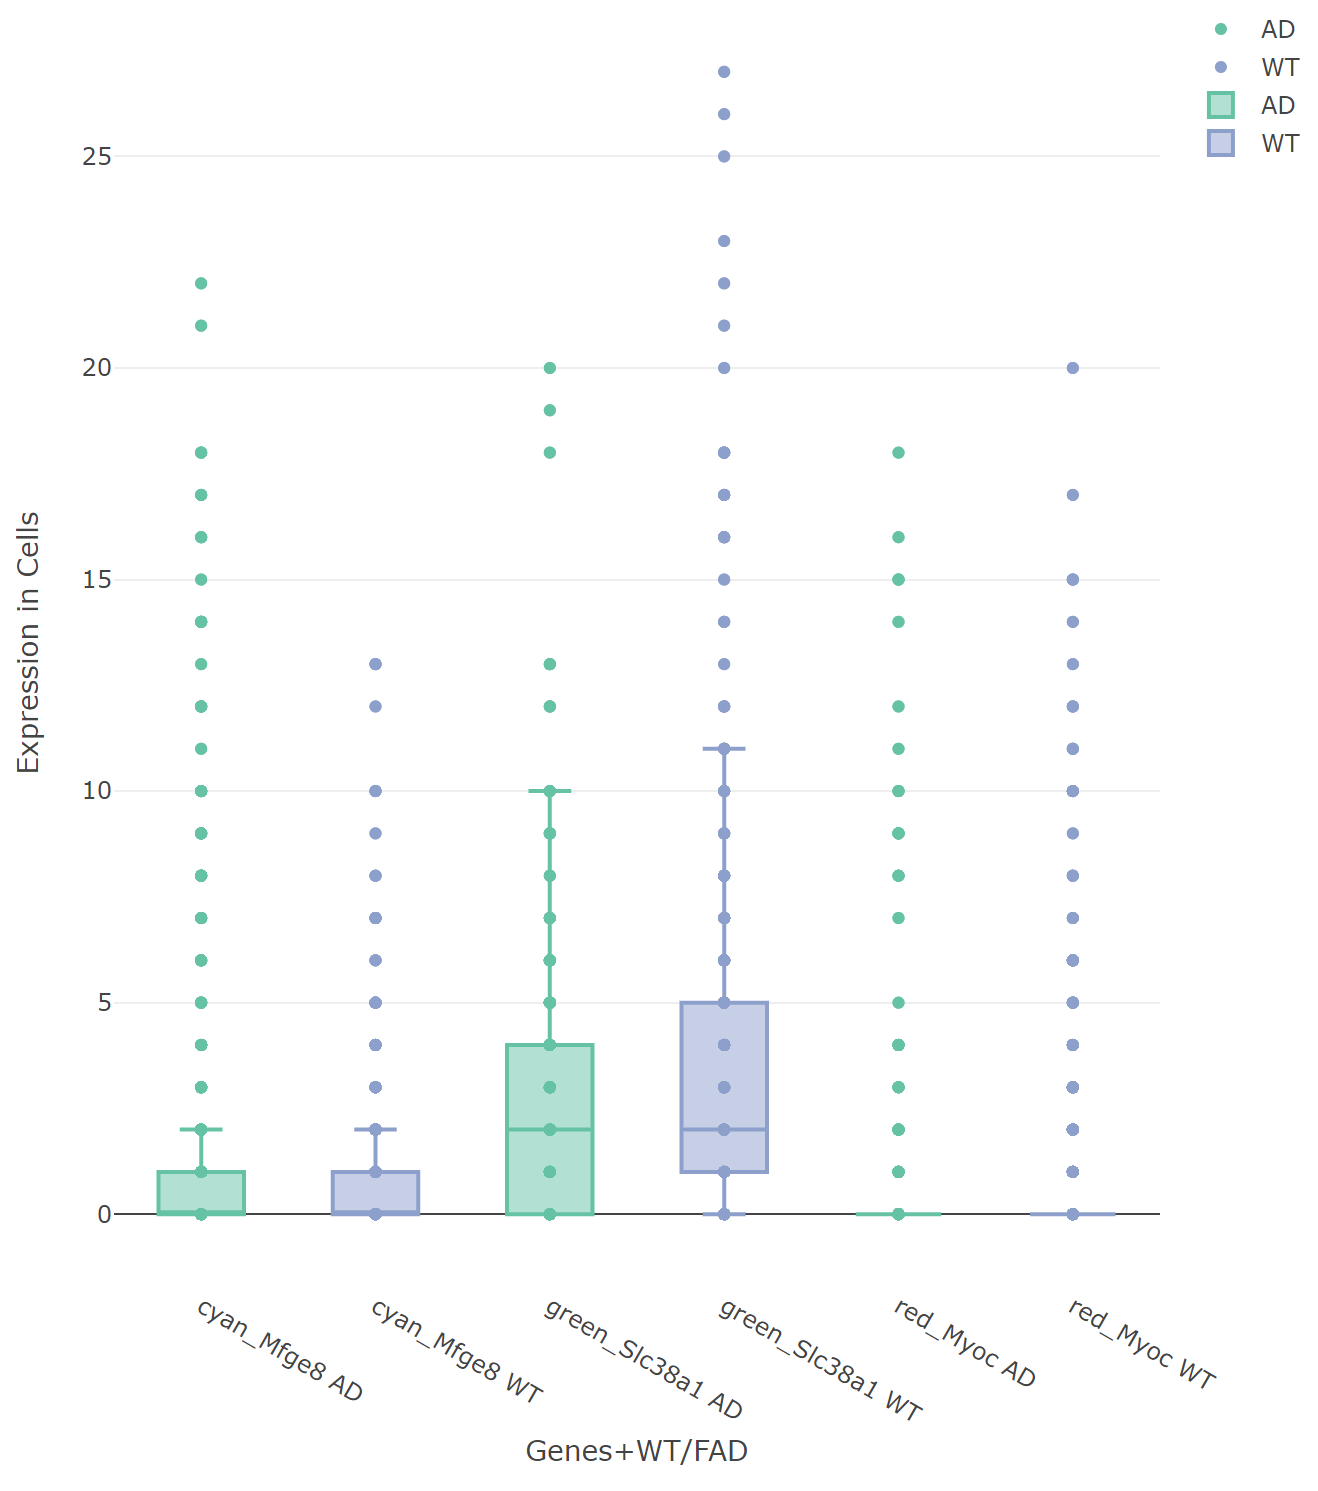 AD
WT
AD
WT
25
20
15
10
5
0
Expression in Cells
cyan_Mfge8 AD
cyan_Mfge8 WT
green_Slc38a1 AD
green_Slc38a1 WT
red_Myoc AD
red_Myoc WT
Genes+WT/FAD